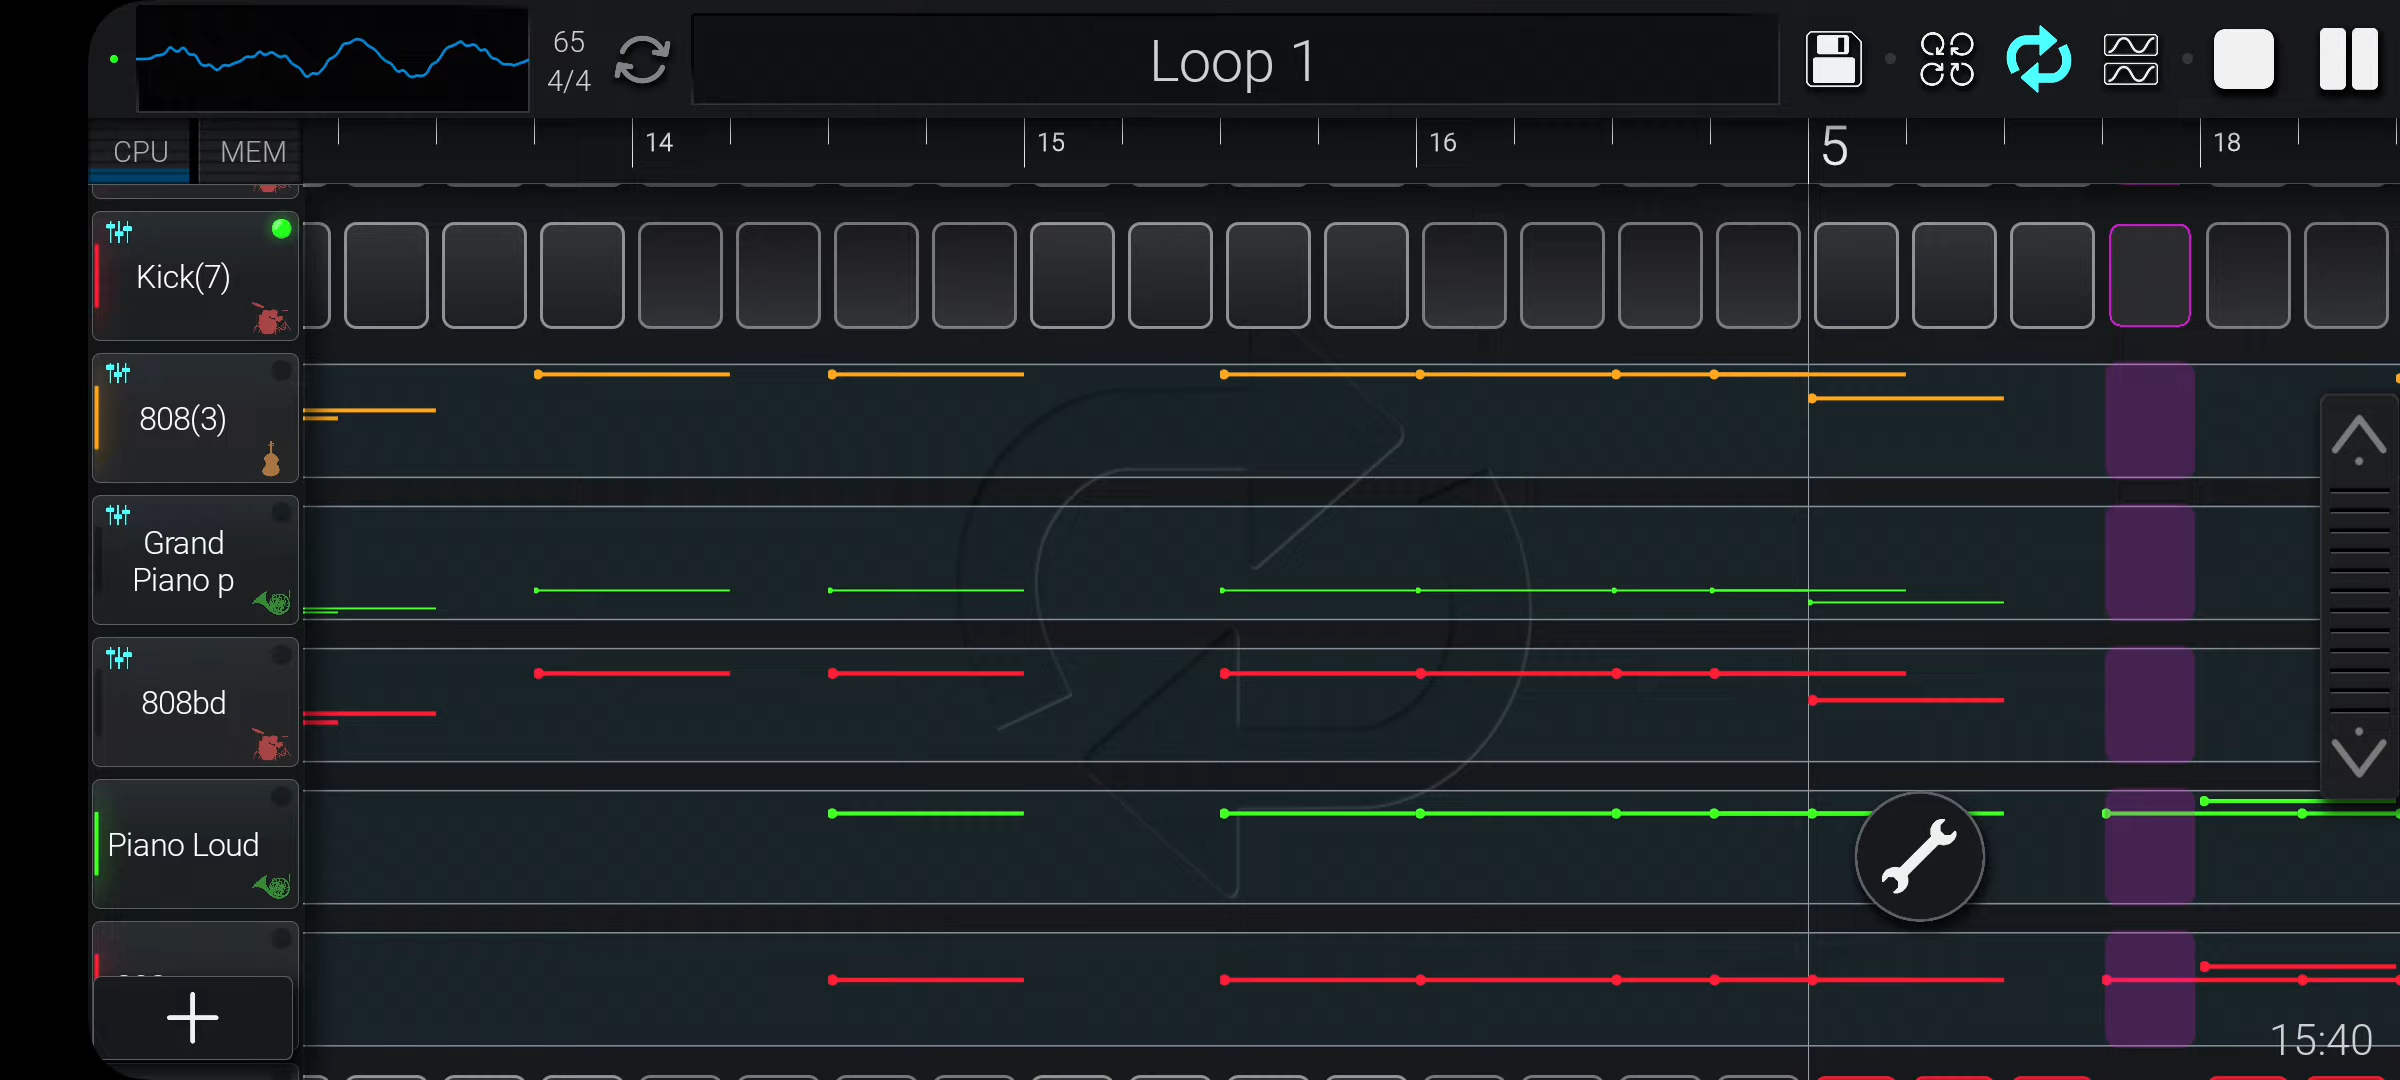 65
4/4
Loop 1
CPU
MEM
14
15
16
5
18
Kick(7)
808(3)
Grand
Piano p
808bd
Piano Loud
15:40